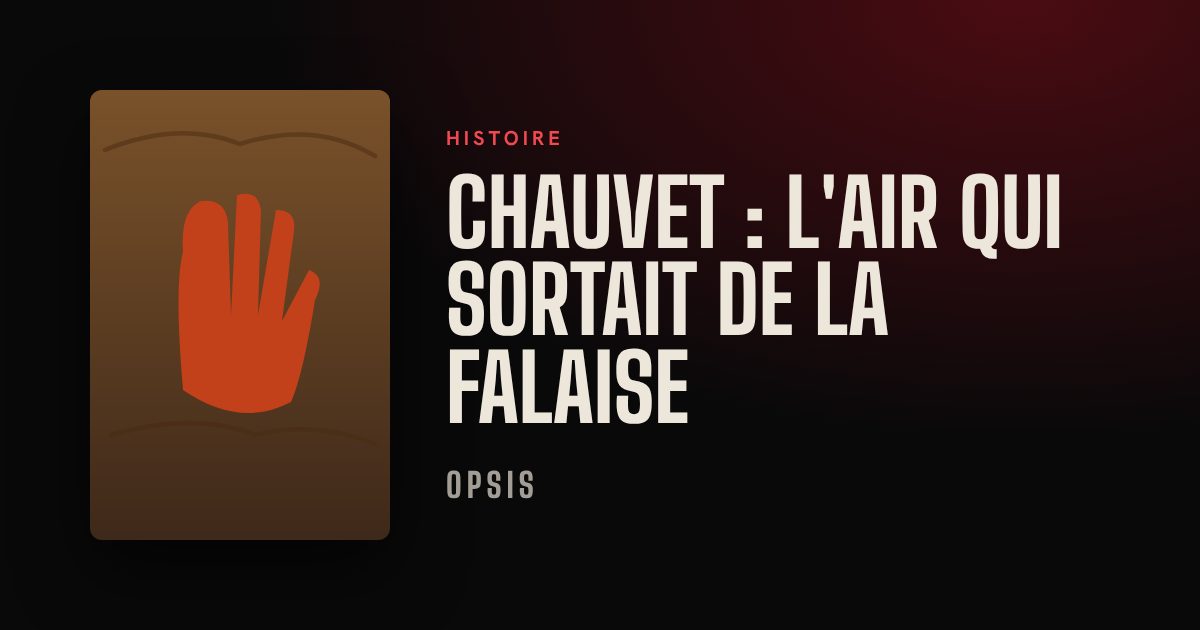 HISTOIRE
CHAUVET : L'AIR QUI
SORTAIT DE LA
FALAISE
OPSIS